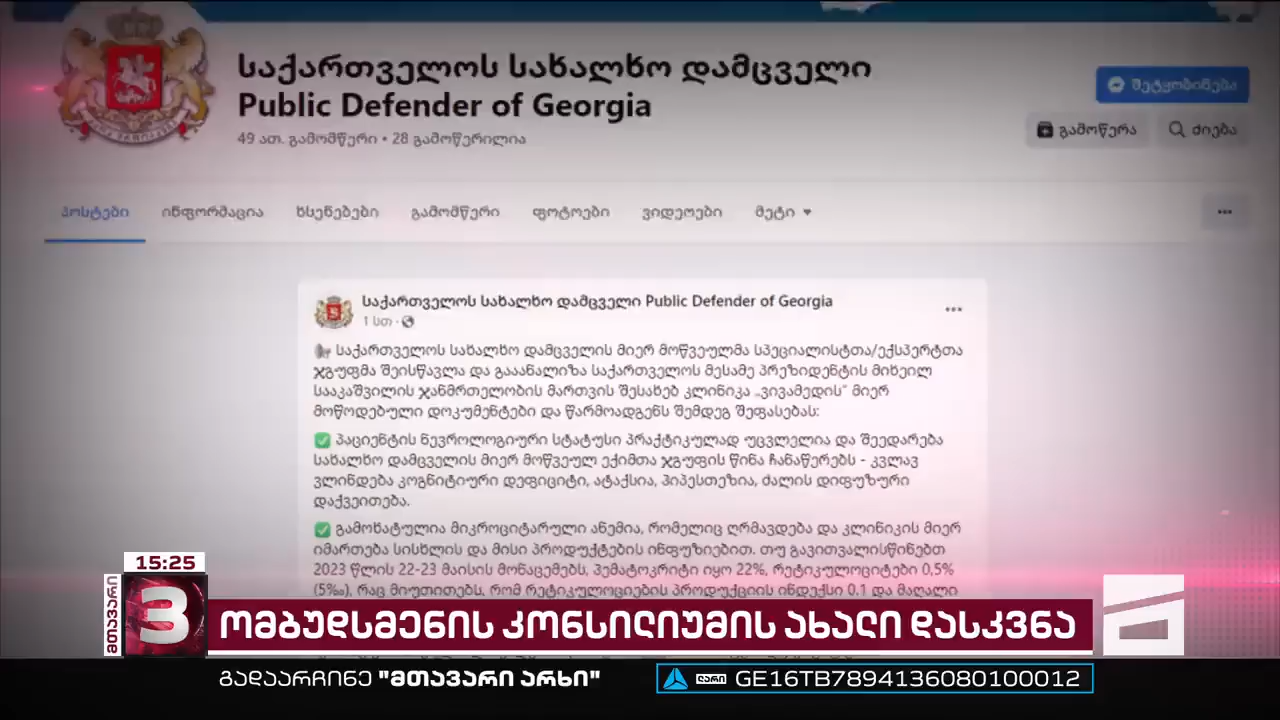 საქართველოს სახალხო დამცველი
Public Defender of Georgia
49 ათ. გამომწერი • 28 გამოწერილია
შეტყობინება
გამოწერა
ძიება
პოსტები ინფორმაცია ხსენებები გამომწერი ფოტოები ვიდეოები მეტი
საქართველოს სახალხო დამცველი Public Defender of Georgia
1 სთ ·
საქართველოს სახალხო დამცველის მიერ მოწვეულმა სპეციალისტთა/ექსპერტთა
ჯგუფმა შეისწავლა და გააანალიზა საქართველოს მესამე პრეზიდენტის მიხეილ
სააკაშვილის ჯანმრთელობის მართვის შესახებ კლინიკა „ვივამედის" მიერ
მოწოდებული დოკუმენტები და წარმოადგენს შემდეგ შეფასებას:
✅ პაციენტის ნევროლოგიური სტატუსი პრაქტიკულად უცვლელია და შეედარება
სახალხო დამცველის მიერ მოწვეულ ექიმთა ჯგუფის წინა ჩანაწერებს - კვლავ
ვლინდება კოგნიტიური დეფიციტი, ატაქსია, ჰიპესთეზია, ძალის დიფუზური
დაქვეითება.
✅ გამოხატულია მიკროციტარული ანემია, რომელიც ღრმავდება და კლინიკის მიერ
იმართება სისხლის და მისი პროდუქტების ინფუზიებით. თუ გავითვალისწინებთ
2023 წლის 22-23 მაისის მონაცემებს, ჰემატოკრიტი იყო 22%, რეტიკულოციტები 0,5%
(5‰), რაც მიუთითებს, რომ რეტიკულოციების პროდუქციის ინდექსი 0.1 და მაღალი
15:25
მთავარი
3
ომბუდსმენის კონსილიუმის ახალი დასკვნა
გადაარჩინე "მთავარი არხი"
ლარი GE16TB7894136080100012